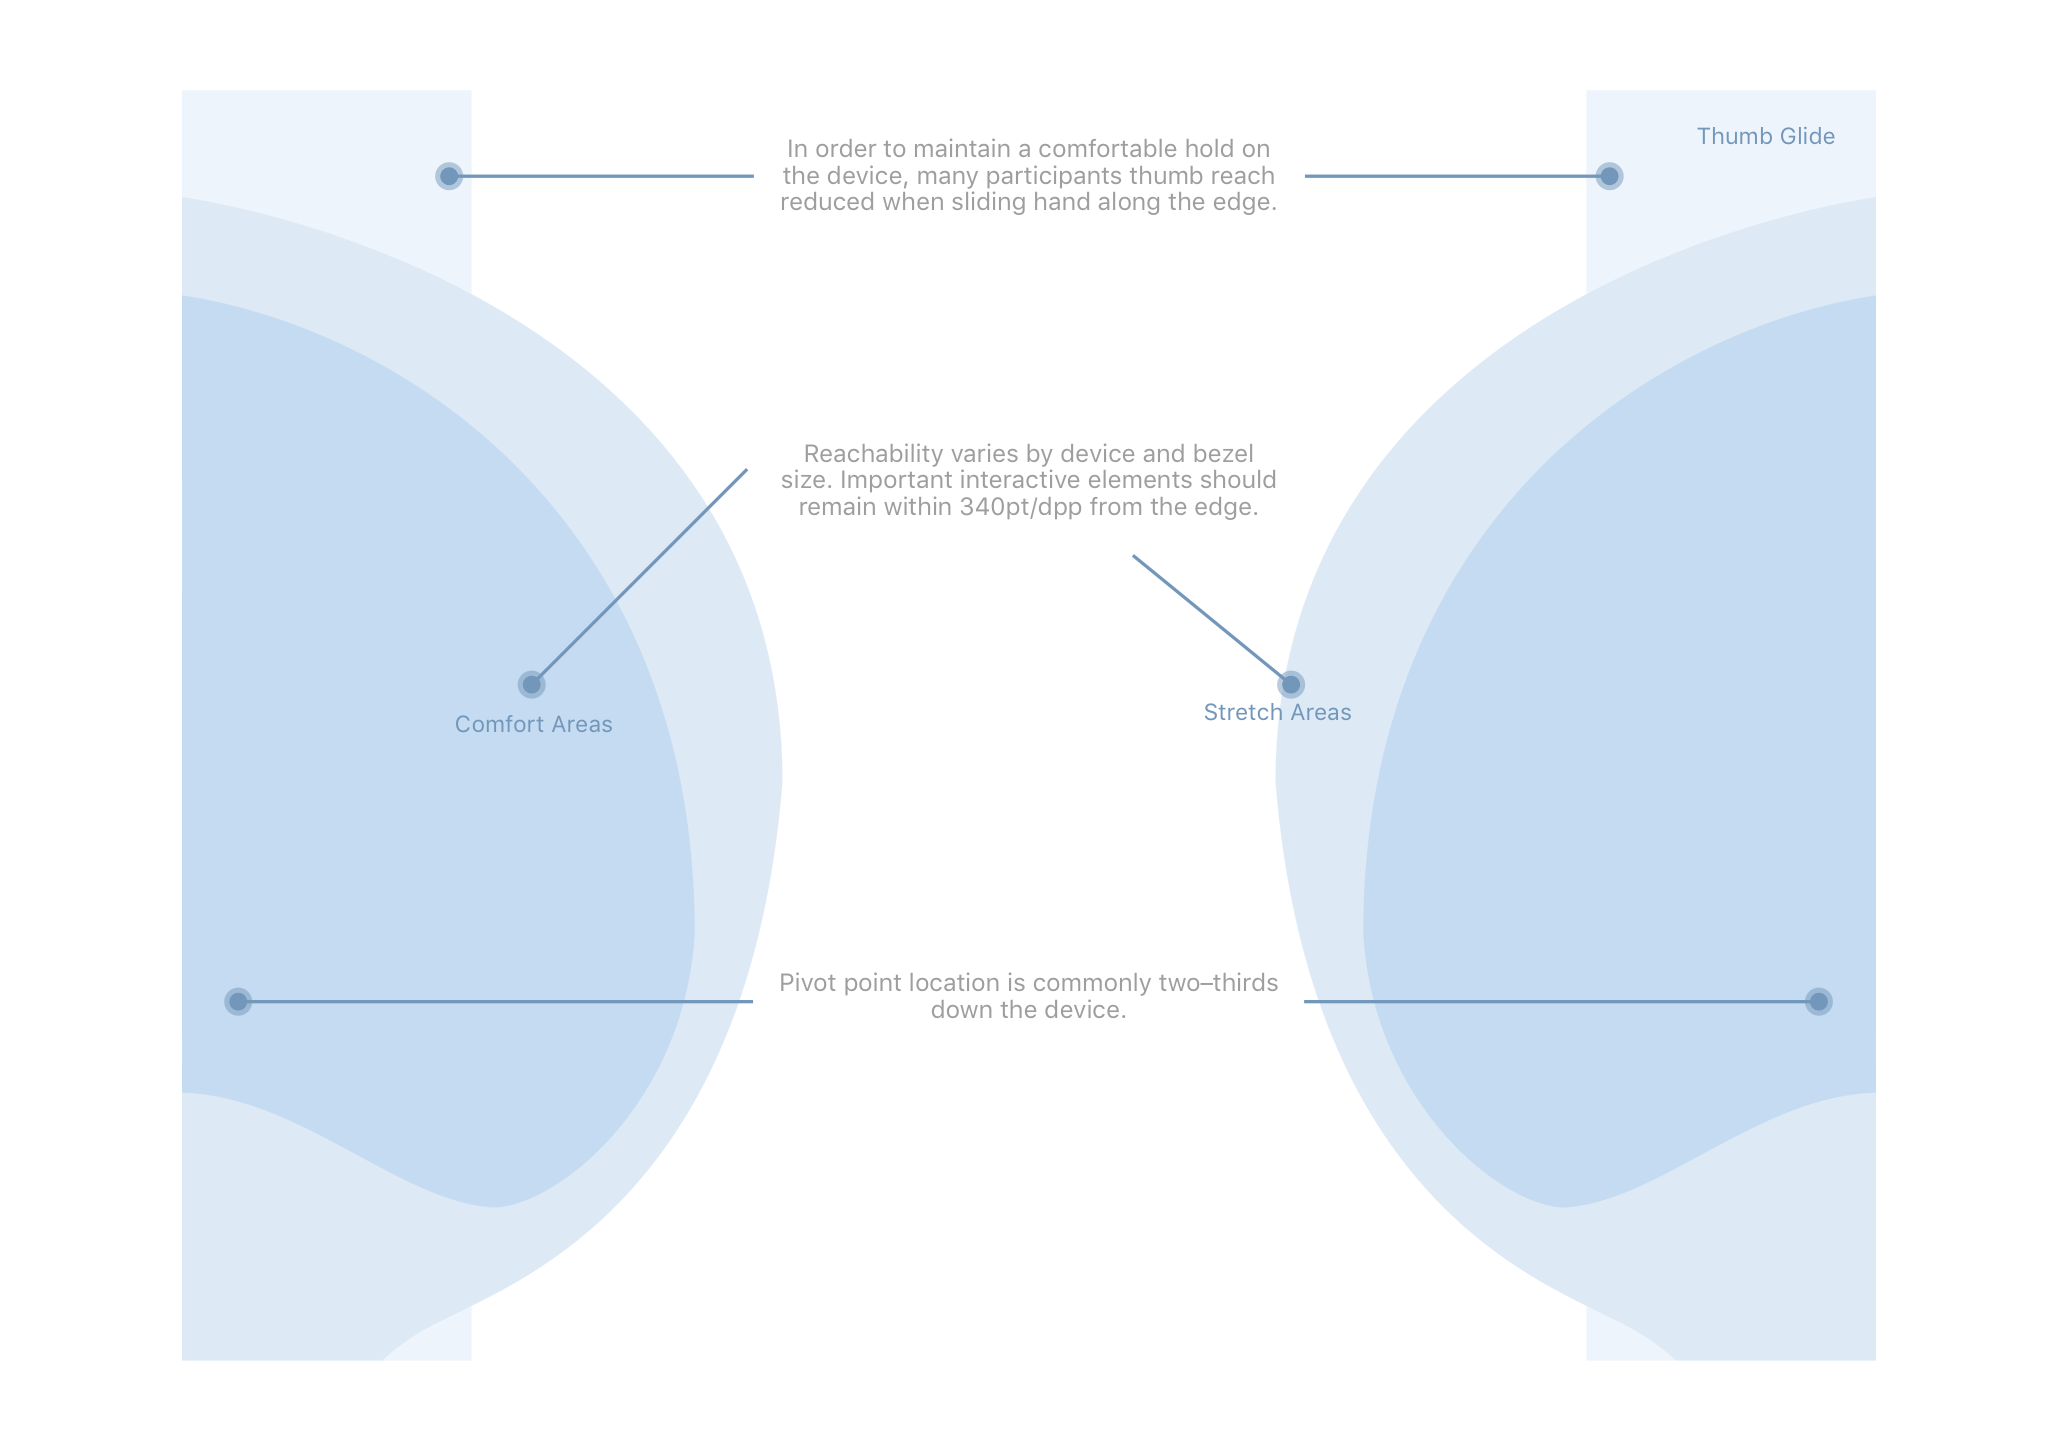 Thumb Glide
In order to maintain a comfortable hold on
the device, many participants thumb reach
reduced when sliding hand along the edge.
Reachability varies by device and bezel
size. Important interactive elements should
remain within 340pt/dpp from the edge.
Comfort Areas
Stretch Areas
Pivot point location is commonly two–thirds
down the device.